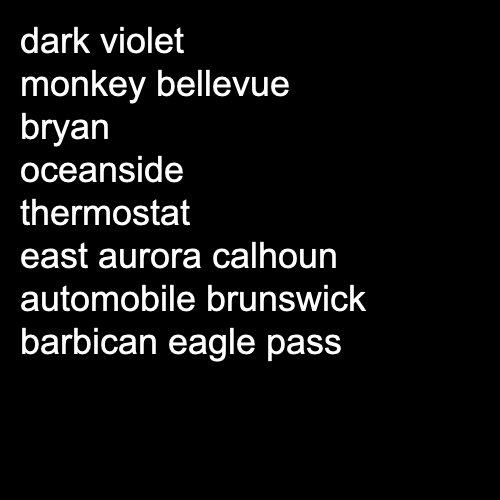 dark violet
monkey bellevue
bryan
oceanside
thermostat
east aurora calhoun
automobile brunswick
barbican eagle pass